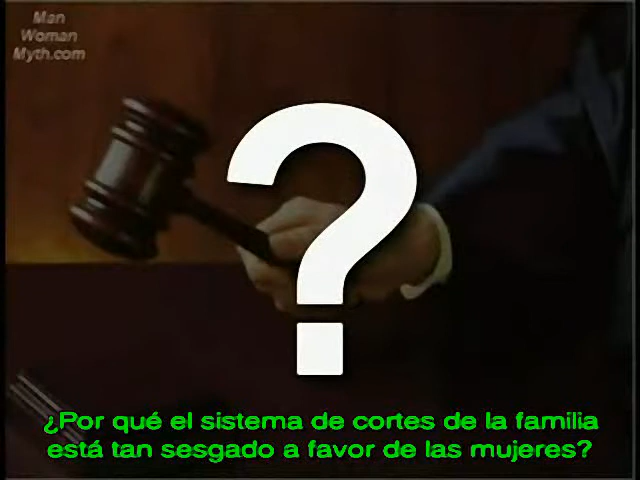 Man
Woman
Myth.com
?
¿Por qué el sistema de cortes de la familia
está tan sesgado a favor de las mujeres?